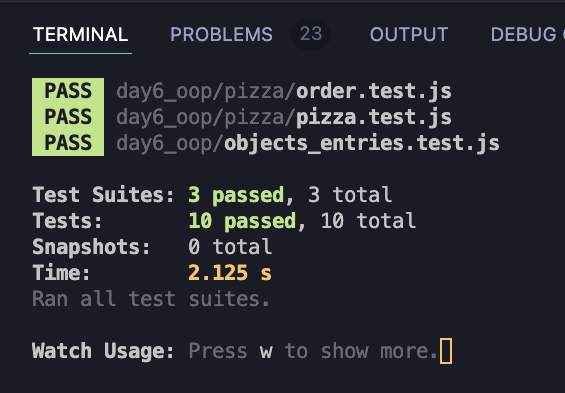 TERMINAL PROBLEMS 23 OUTPUT DEBUG
PASS day6_oop/pizza/order.test.js
PASS day6_oop/pizza/pizza.test.js
PASS day6_oop/objects_entries.test.js
Test Suites: 3 passed, 3 total
Tests: 10 passed, 10 total
Snapshots: 0 total
Time: 2.125 s
Ran all test suites.
Watch Usage: Press w to show more.